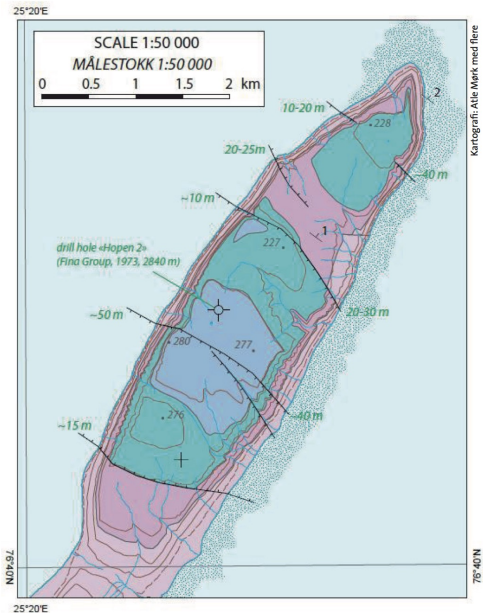 25°20'E
SCALE 1:50 000
MÅLESTOKK 1:50 000
0 0.5 1 1.5 2 km
Kartografi: Atle Mørk med flere
2
10-20 m
228
20-25m
~40 m
~10 m
1
227
drill hole «Hopen 2»
(Fina Group, 1973, 2840 m)
20-30 m
~50 m
280
277
276
~40 m
~15 m
76°40'N
76°40'N
25°20'E